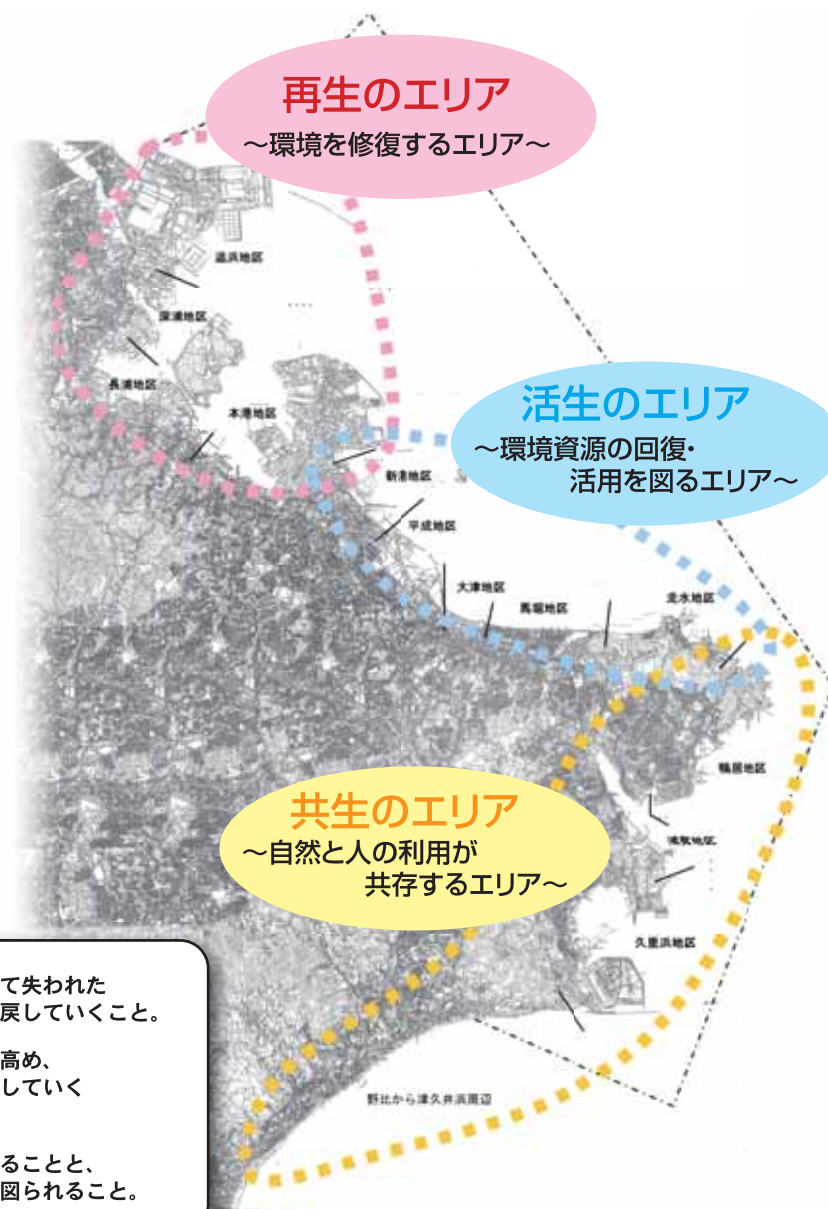 再生のエリア
～環境を修復するエリア～
追浜地区
深浦地区
長浦地区
本港地区
活生のエリア
～環境資源の回復・
活用を図るエリア～
新港地区
平成地区
大津地区
馬堀地区
走水地区
鴨居地区
共生のエリア
～自然と人の利用が
共存するエリア～
浦賀地区
久里浜地区
野比から津久井浜周辺
て失われた
戻していくこと。
高め、
していく
ることと、
図られること。